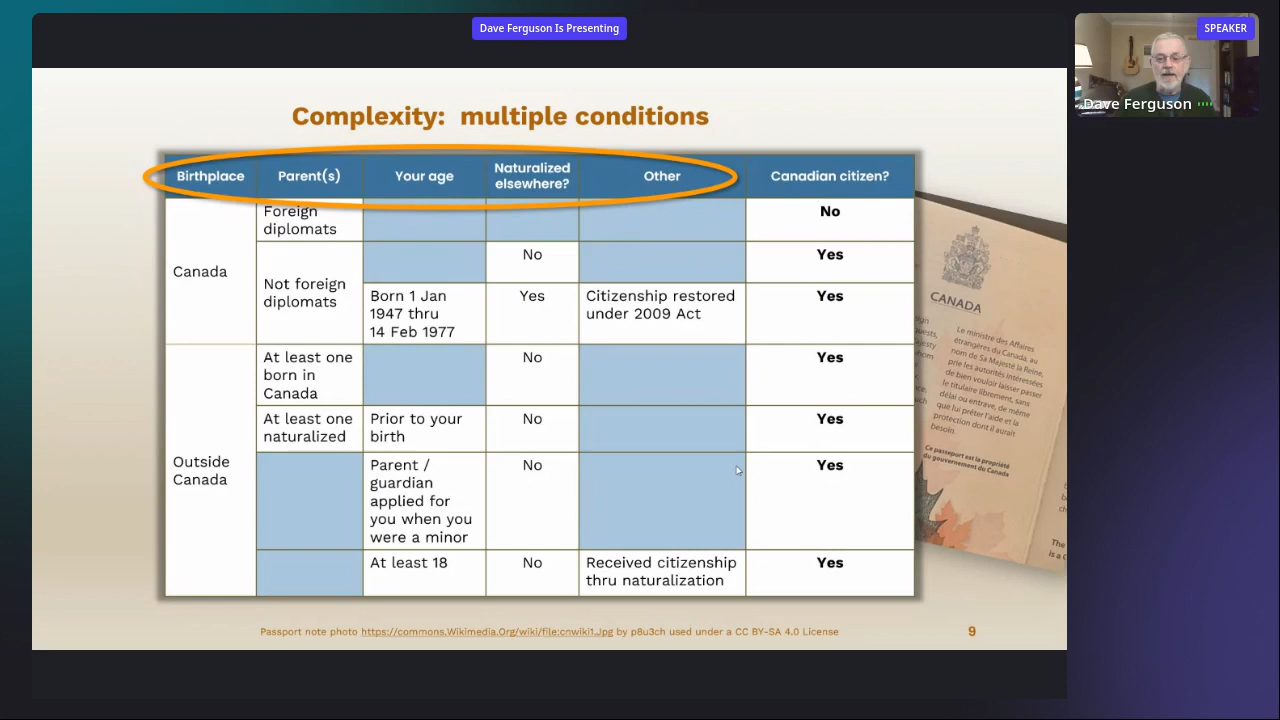 Dave Ferguson Is Presenting
SPEAKER
Dave Ferguson
Complexity: multiple conditions
Birthplace
Parent(s)
Your age
Naturalized
elsewhere?
Other
Canadian citizen?
Canada
Foreign
diplomats
No
Not foreign
diplomats
No
Yes
Born 1 Jan
1947 thru
14 Feb 1977
Yes
Citizenship restored
under 2009 Act
Yes
Outside
Canada
At least one
born in
Canada
No
Yes
At least one
naturalized
Prior to your
birth
No
Yes
Parent /
guardian
applied for
you when you
were a minor
No
Yes
At least 18
No
Received citizenship
thru naturalization
Yes
CANADA
Le ministre des Affaires
étrangères du Canada, au
nom de Sa Majesté la Reine,
prie les autorités intéressées
de bien vouloir laisser passer
le titulaire librement, sans
délai ou entrave, de même
que lui prêter l'aide et la
protection dont il aurait
besoin.
Ce passeport est la propriété
du gouvernement du Canada
Passport note photo https://commons.Wikimedia.Org/wiki/file:cnwiki1.Jpg by p8u3ch used under a CC BY-SA 4.0 License
9